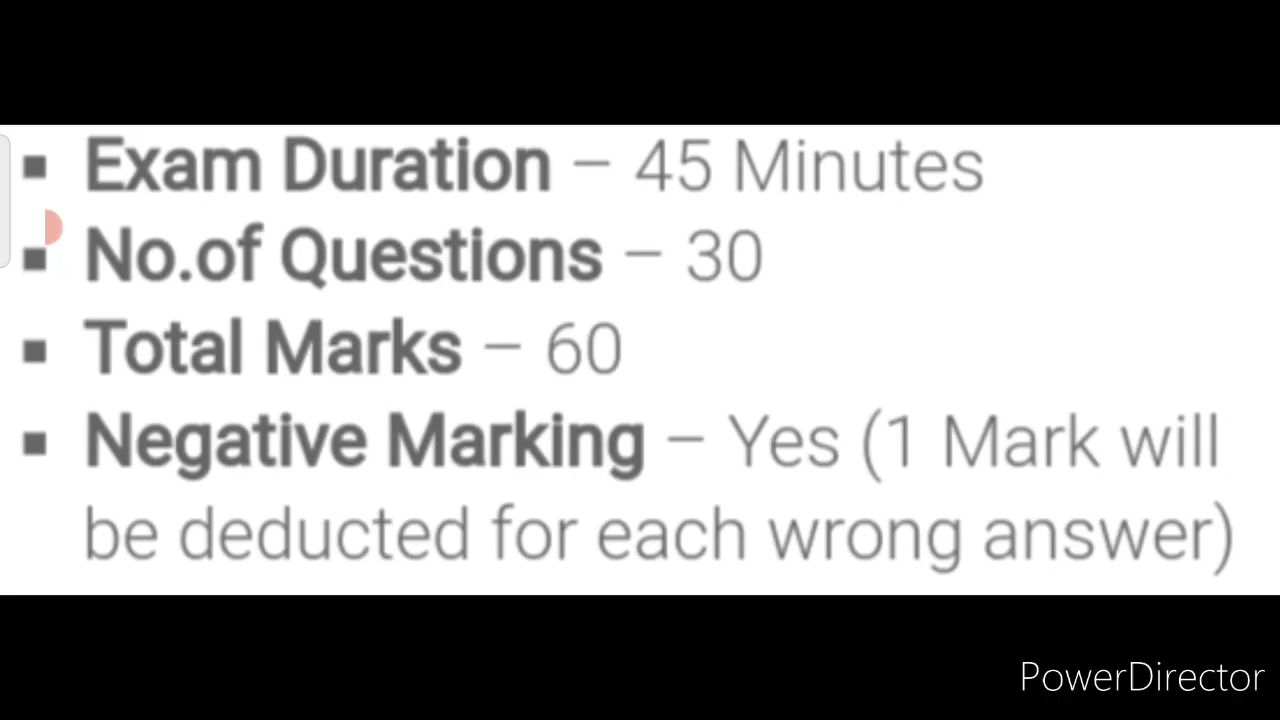 ▪ Exam Duration – 45 Minutes
▪ No.of Questions – 30
▪ Total Marks – 60
▪ Negative Marking – Yes (1 Mark will
be deducted for each wrong answer)
PowerDirector